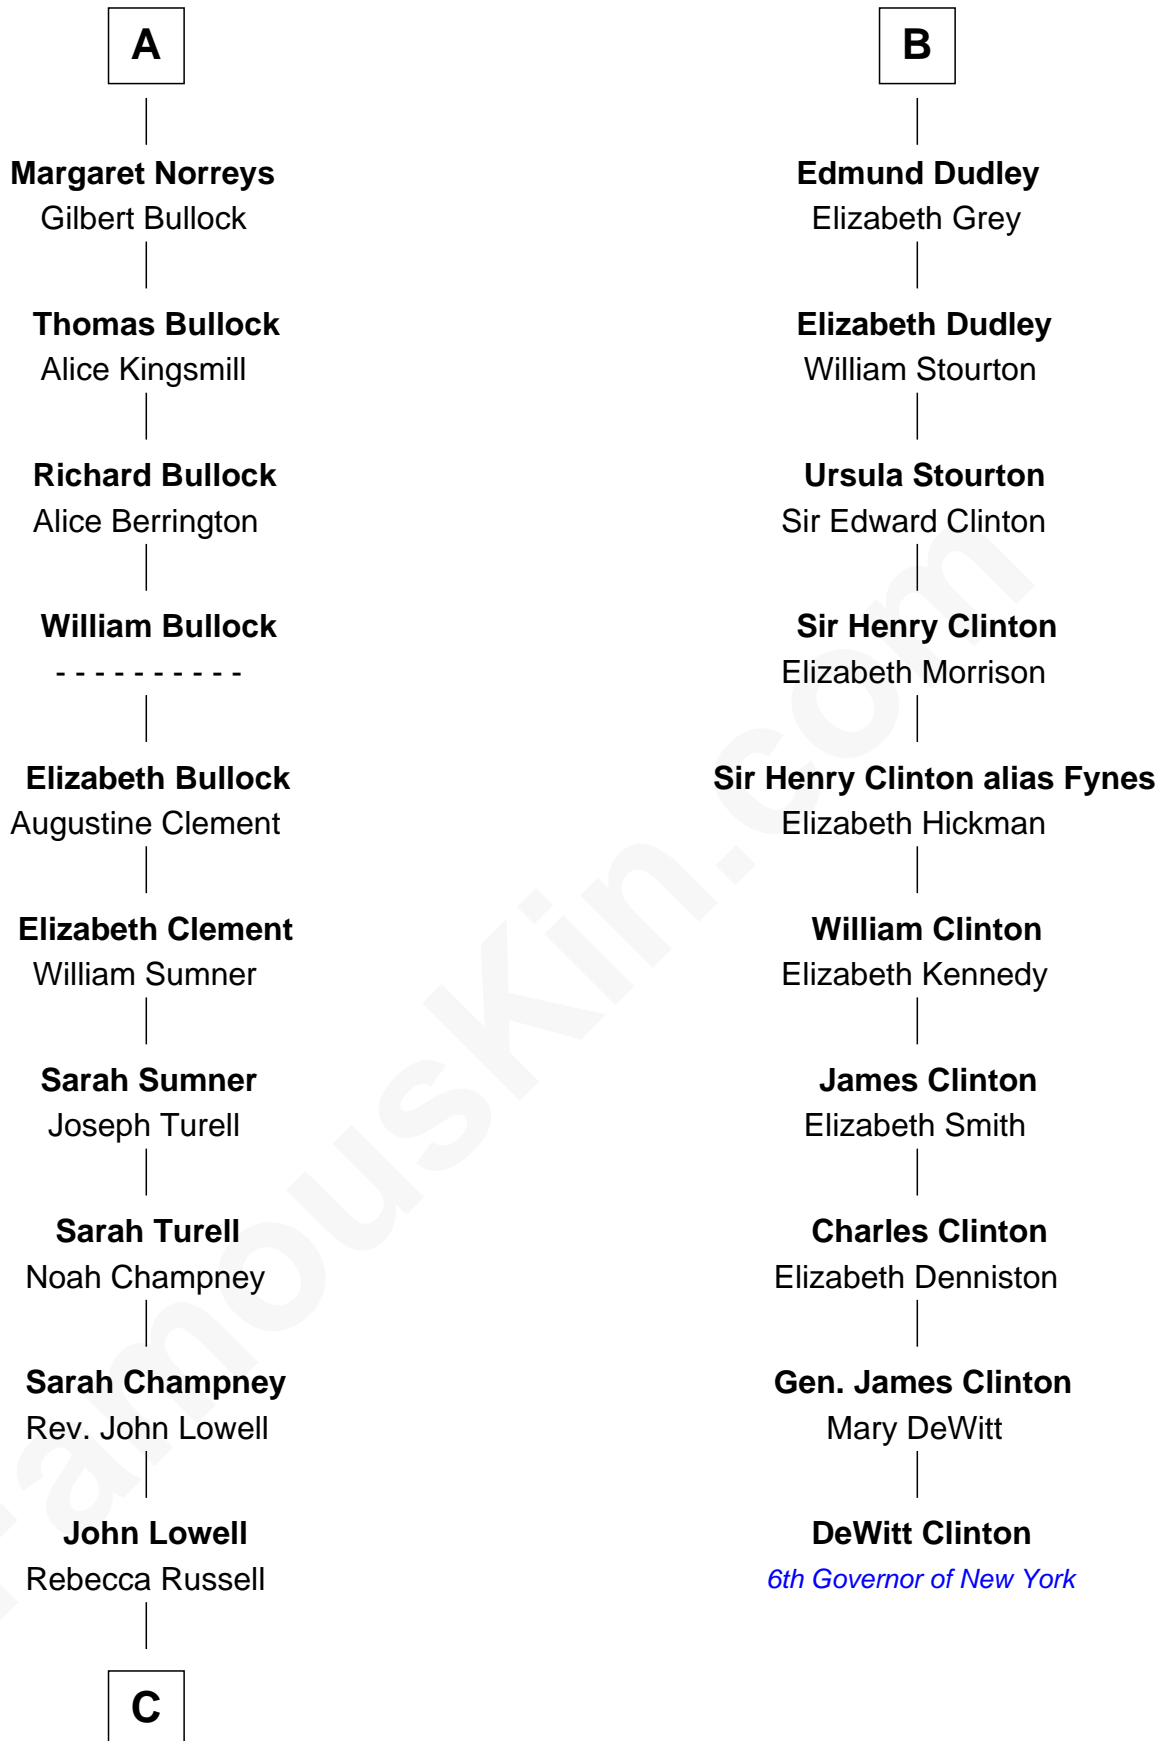 A
Margaret Norreys
Gilbert Bullock
Thomas Bullock
Alice Kingsmill
Richard Bullock
Alice Berrington
William Bullock
- - - - - - - - - -
Elizabeth Bullock
Augustine Clement
Elizabeth Clement
William Sumner
Sarah Sumner
Joseph Turell
Sarah Turell
Noah Champney
Sarah Champney
Rev. John Lowell
John Lowell
Rebecca Russell
C
B
Edmund Dudley
Elizabeth Grey
Elizabeth Dudley
William Stourton
Ursula Stourton
Sir Edward Clinton
Sir Henry Clinton
Elizabeth Morrison
Sir Henry Clinton alias Fynes
Elizabeth Hickman
William Clinton
Elizabeth Kennedy
James Clinton
Elizabeth Smith
Charles Clinton
Elizabeth Denniston
Gen. James Clinton
Mary DeWitt
DeWitt Clinton
6th Governor of New York
FamousKin.com